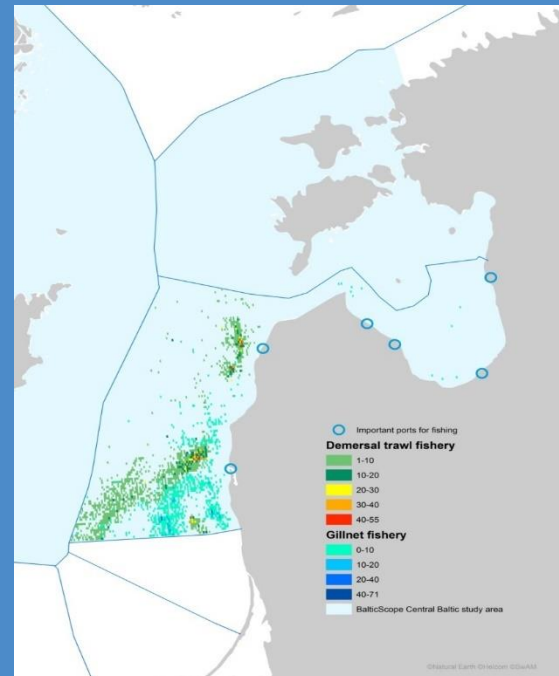 Important ports for fishing
Demersal trawl fishery
1-10
10-20
20-30
30-40
40-55
Gillnet fishery
0-10
10-20
20-40
40-71
BalticScope Central Baltic study area